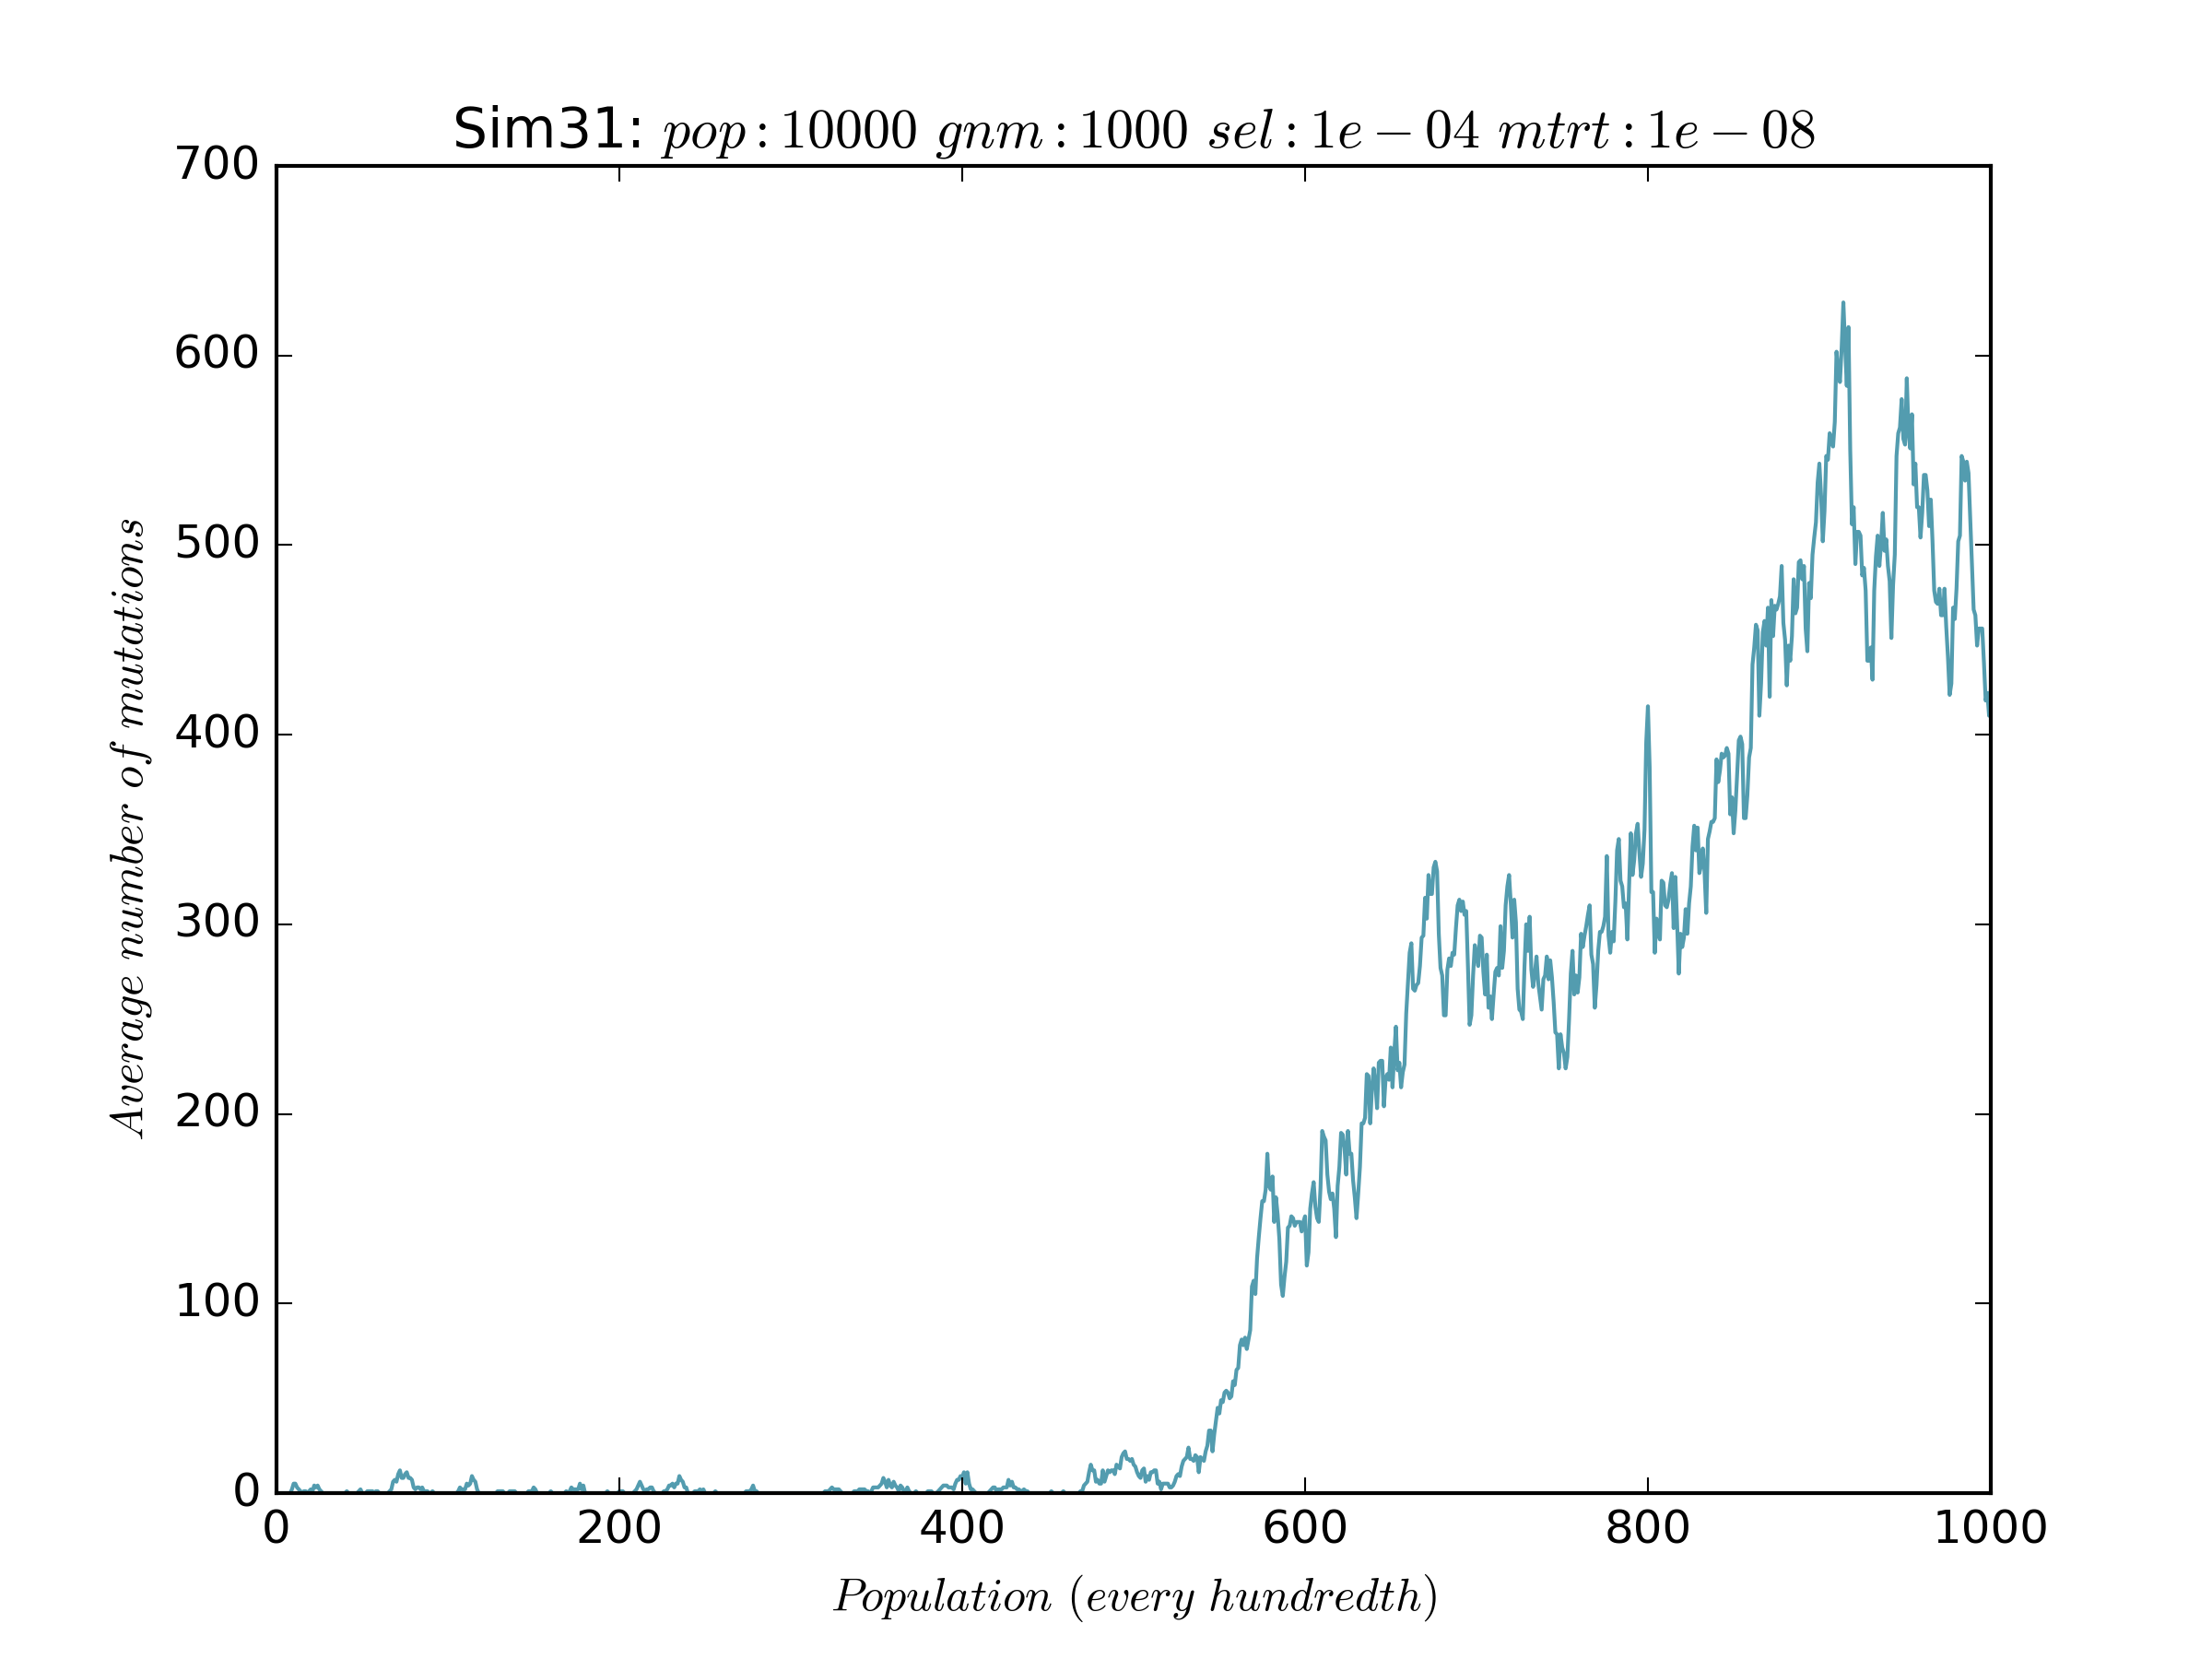 Sim31: pop : 10000 gnm : 1000 sel : 1e − 04 mtrt : 1e − 08
700
600
500
400
300
200
100
0
Average number of mutations
0 200 400 600 800 1000
Population (every hundredth)